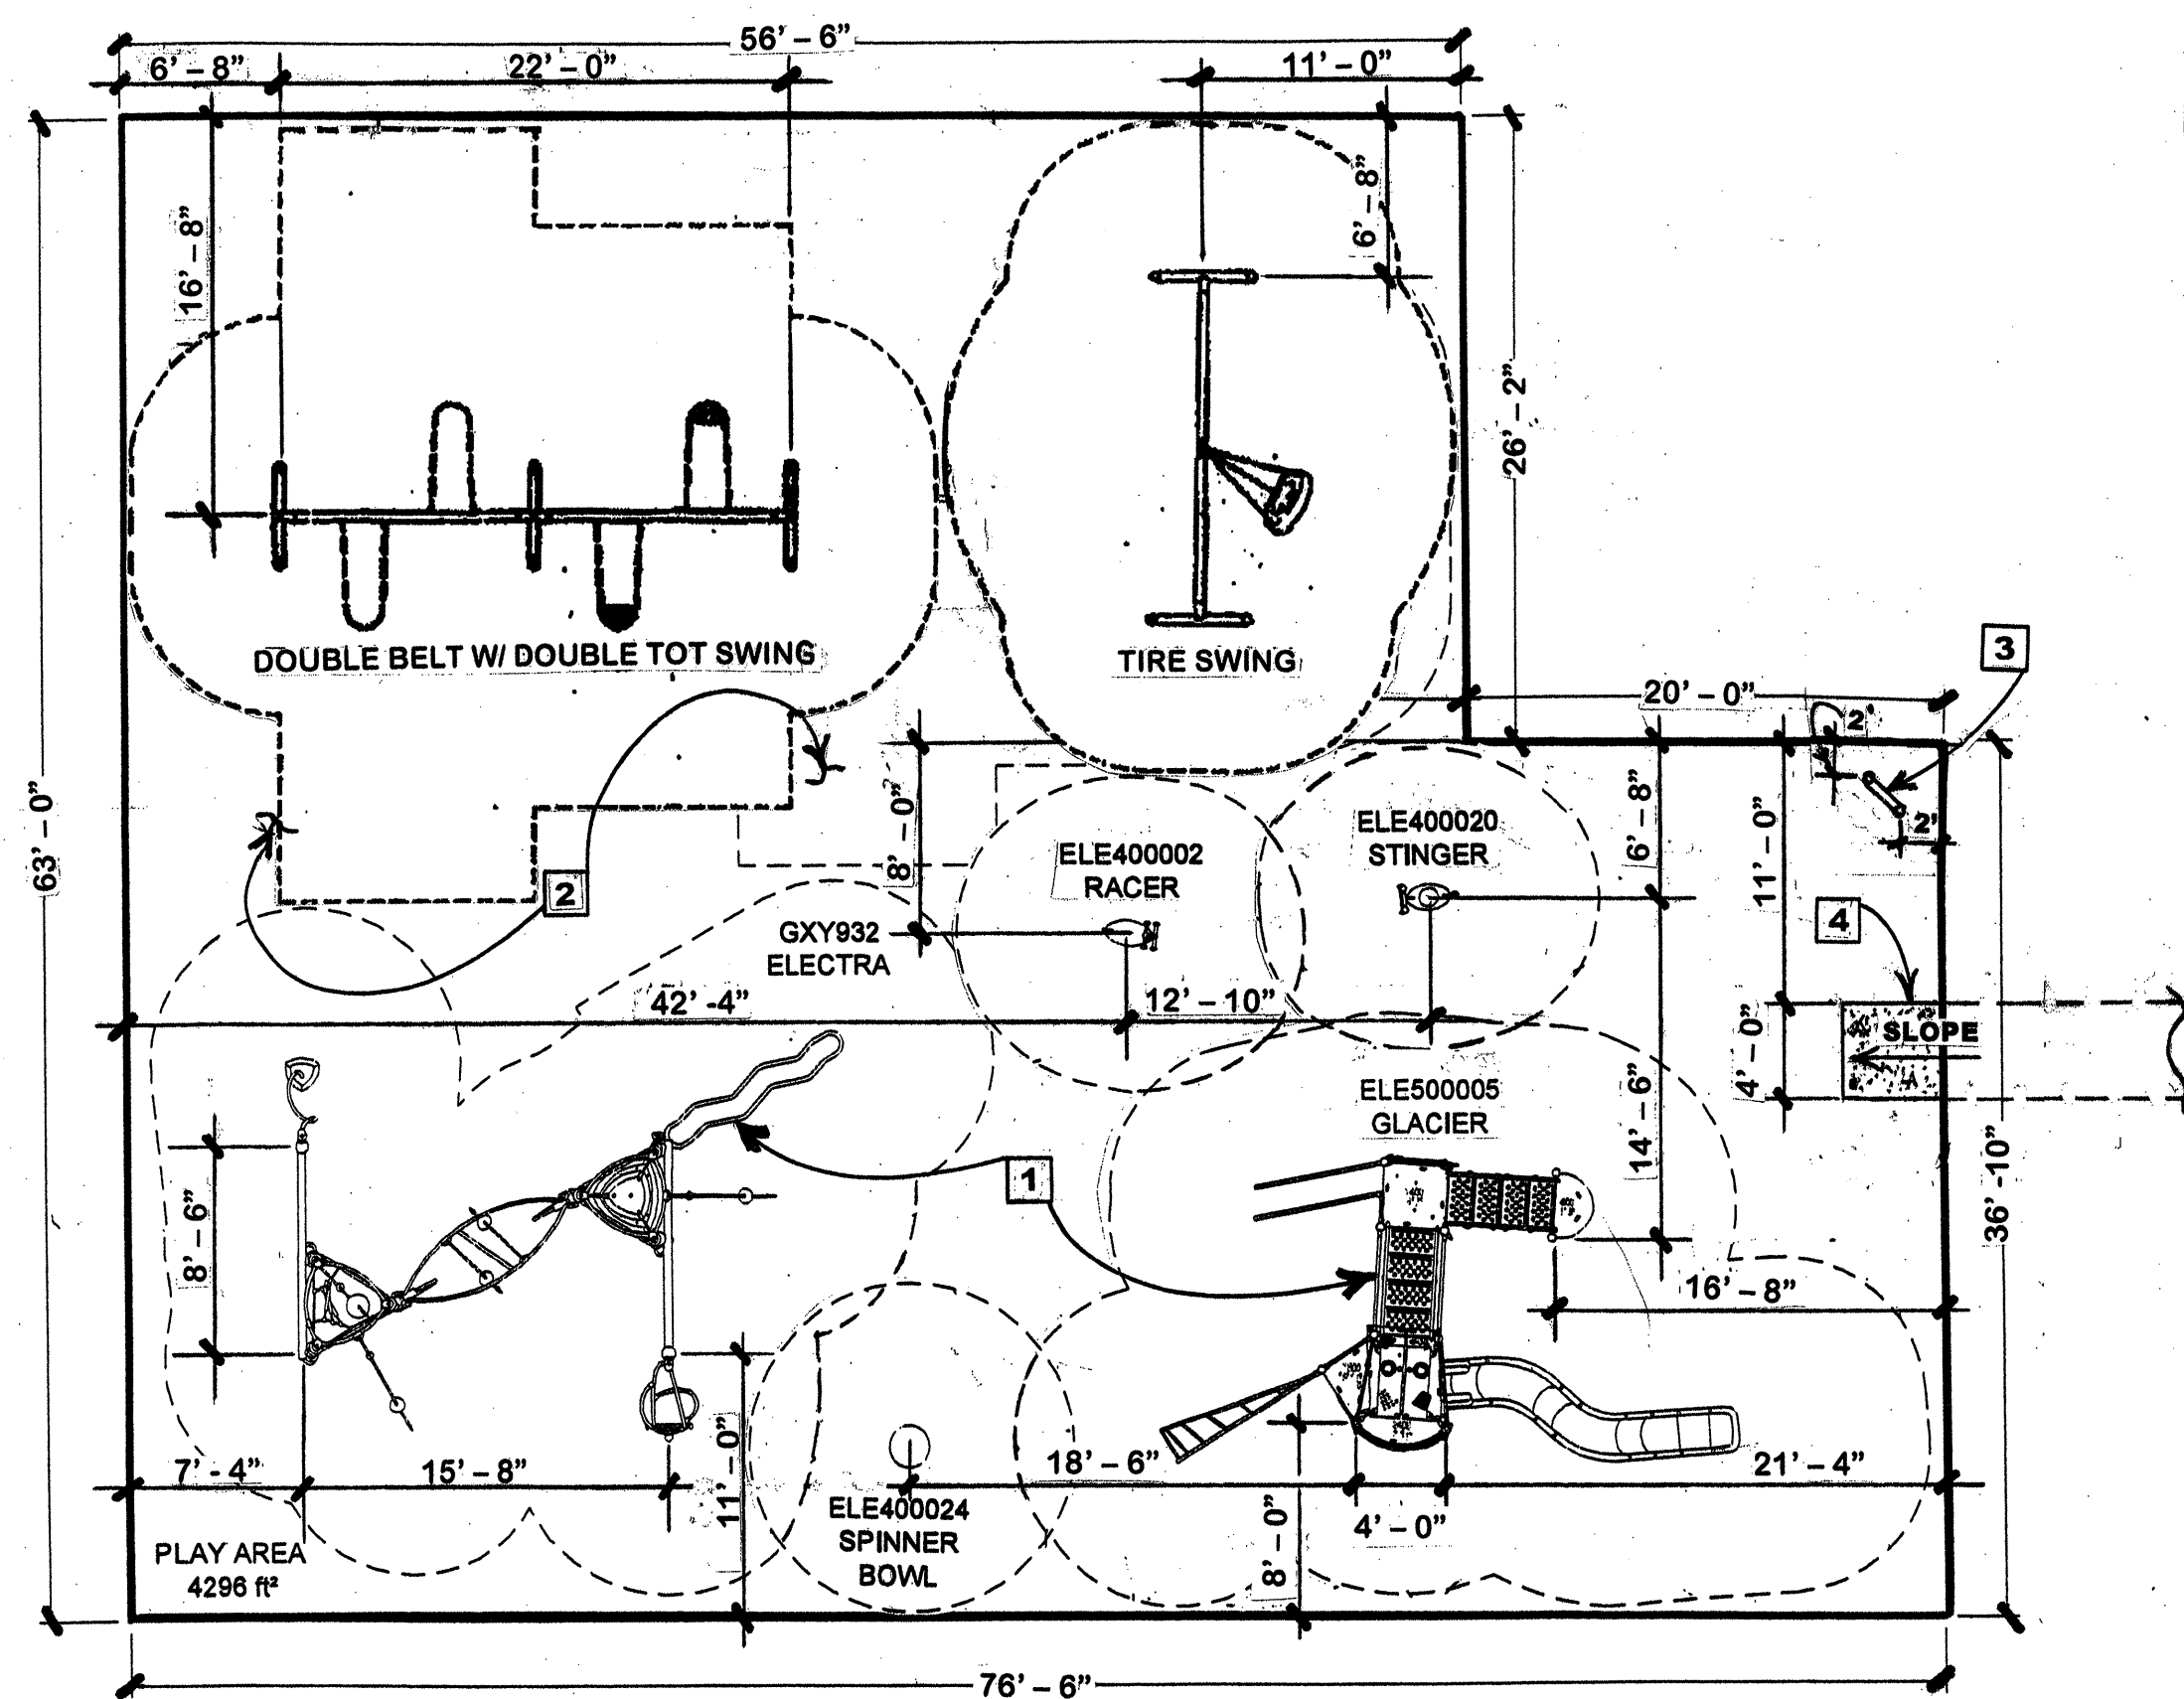 56' – 6"
6' – 8"
22' – 0"
11' – 0"
6' – 8"
16' – 8"
26' – 2"
DOUBLE BELT W/ DOUBLE TOT SWING
TIRE SWING
3
20' – 0"
2'
2'
63' – 0"
8' – 0"
ELE400002
RACER
ELE400020
STINGER
6' – 8"
11' – 0"
2
4
GXY932
ELECTRA
42' -4"
12' – 10"
SLOPE
4' – 0"
ELE500005
GLACIER
14' – 6"
36' -10"
1
8' – 6"
16' – 8"
7' - 4"
15' – 8"
11' – 0"
18' – 6"
21' – 4"
8' – 0"
4' – 0"
ELE400024
SPINNER
BOWL
PLAY AREA
4296 ft²
76' – 6"